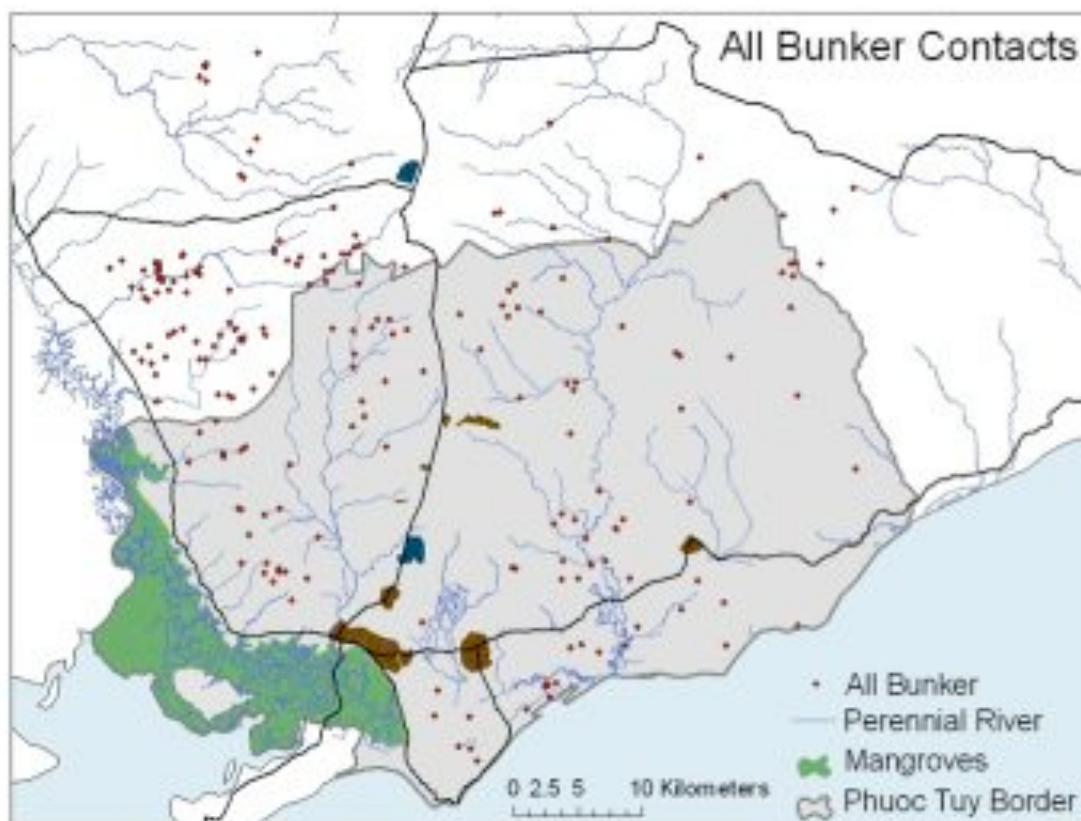 All Bunker Contacts
All Bunker
Perennial River
Mangroves
Phuoc Tuy Border
0 2.5 5 10 Kilometers